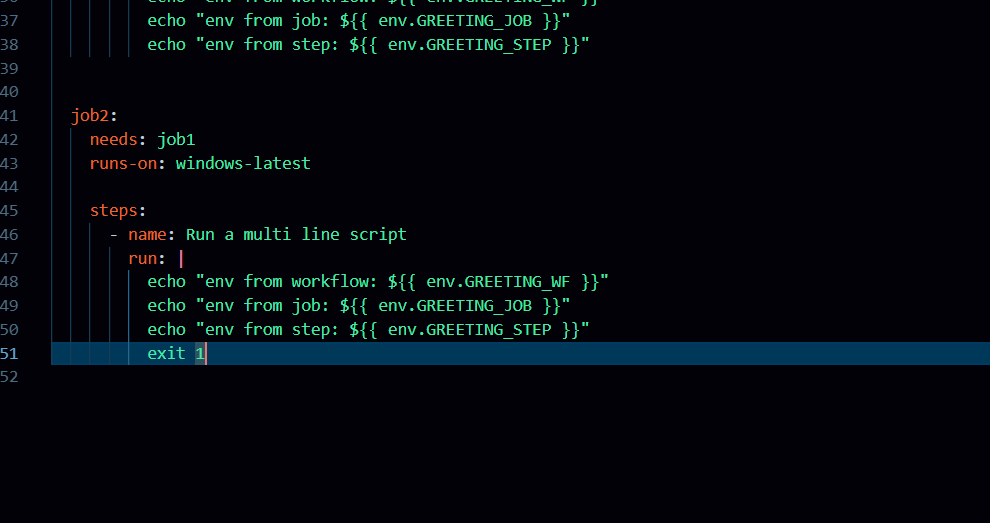 36 echo "env from workflow: ${{ env.GREETING_WF }}"
37 echo "env from job: ${{ env.GREETING_JOB }}"
38 echo "env from step: ${{ env.GREETING_STEP }}"
39
40
41 job2:
42 needs: job1
43 runs-on: windows-latest
44
45 steps:
46 - name: Run a multi line script
47 run: |
48 echo "env from workflow: ${{ env.GREETING_WF }}"
49 echo "env from job: ${{ env.GREETING_JOB }}"
50 echo "env from step: ${{ env.GREETING_STEP }}"
51 exit 1
52